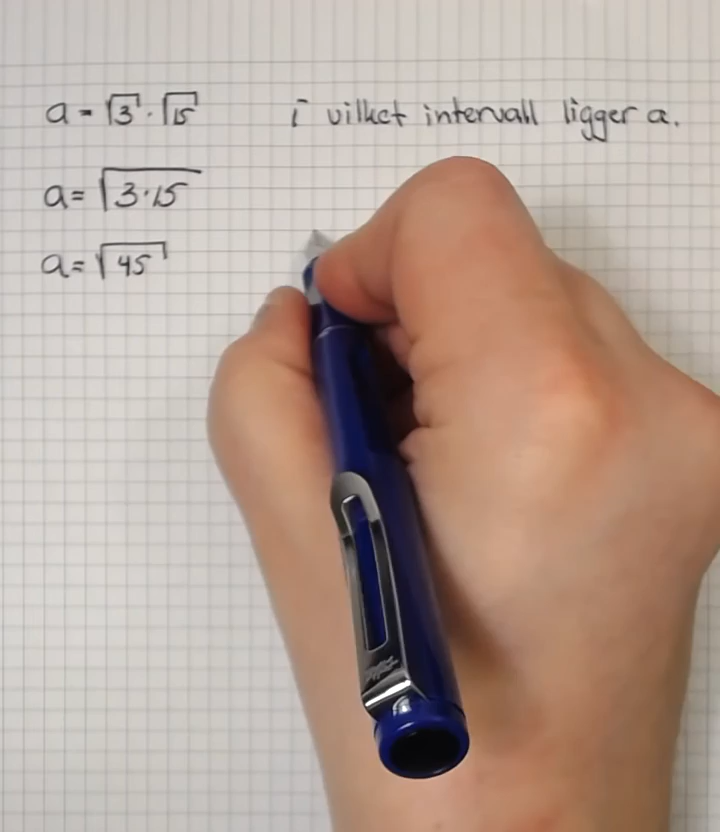 a = √3 · √15 i vilket intervall ligger a.
a = √3·15
a = √45